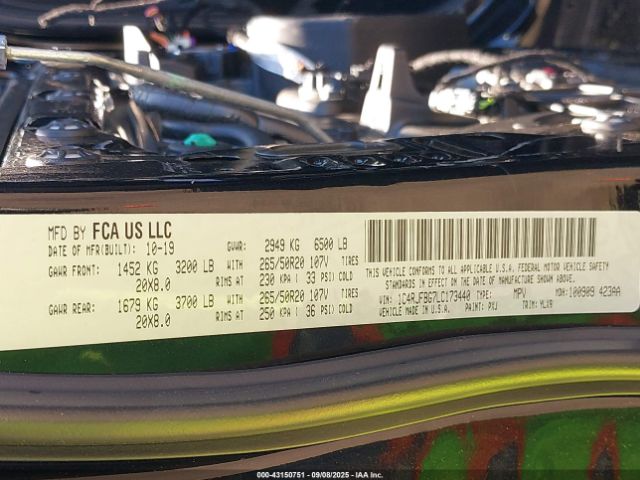 MFD BY FCA US LLC
DATE OF MFR(BUILT): 10-19 GVWR: 2949 KG 6500 LB
GAWR FRONT: 1452 KG 3200 LB WITH 265/50R20 107V TIRES
20X8.0 RIMS AT 230 KPA ( 33 PSI) COLD
GAWR REAR: 1679 KG 3700 LB WITH 265/50R20 107V TIRES
20X8.0 RIMS AT 250 KPA ( 36 PSI) COLD
THIS VEHICLE CONFORMS TO ALL APPLICABLE U.S.A. FEDERAL MOTOR VEHICLE SAFETY
STANDARDS IN EFFECT ON THE DATE OF MANUFACTURE SHOWN ABOVE
VIN: 1C4RJFBG7LC173440 TYPE: MPV MDH:100909 423AA
VEHICLE MADE IN U.S.A. PAINT: PXJ TRIM: YLX9
000-43150751 - 09/08/2025 - IAA Inc.